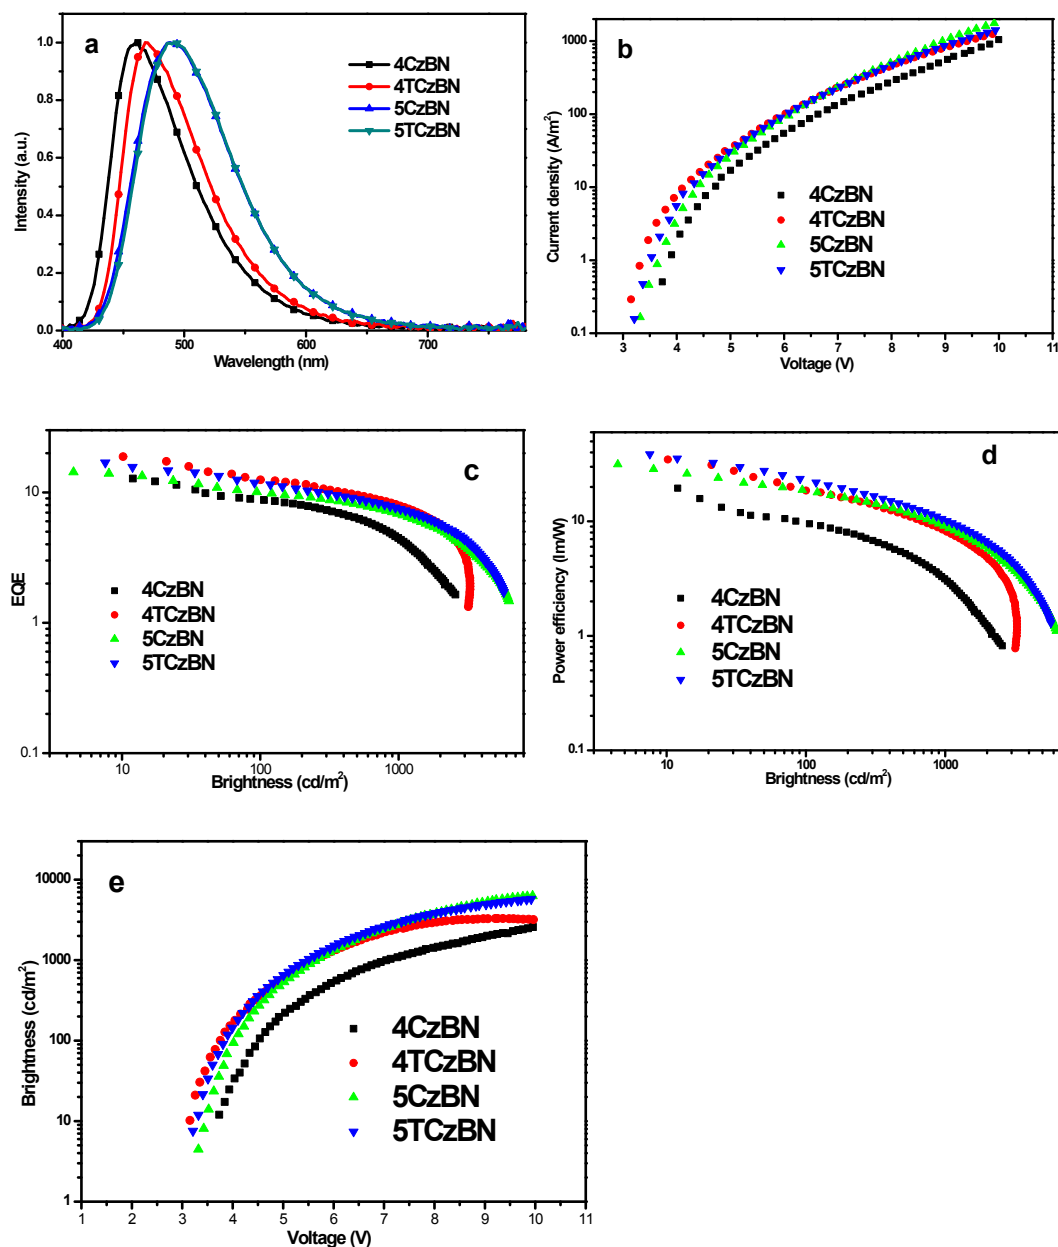 a
1.0
0.8
0.6
0.4
0.2
0.0
Intensity (a.u.)
400
500
600
700
Wavelength (nm)
4CzBN
4TCzBN
5CzBN
5TCzBN
b
1000
100
10
1
0.1
Current density (A/m²)
3
4
5
6
7
8
9
10
11
Voltage (V)
4CzBN
4TCzBN
5CzBN
5TCzBN
c
10
1
0.1
EQE
10
100
1000
Brightness (cd/m²)
4CzBN
4TCzBN
5CzBN
5TCzBN
d
10
1
0.1
Power efficiency (lm/W)
10
100
1000
Brightness (cd/m²)
4CzBN
4TCzBN
5CzBN
5TCzBN
e
10000
1000
100
10
1
Brightness (cd/m²)
1
2
3
4
5
6
7
8
9
10
11
Voltage (V)
4CzBN
4TCzBN
5CzBN
5TCzBN